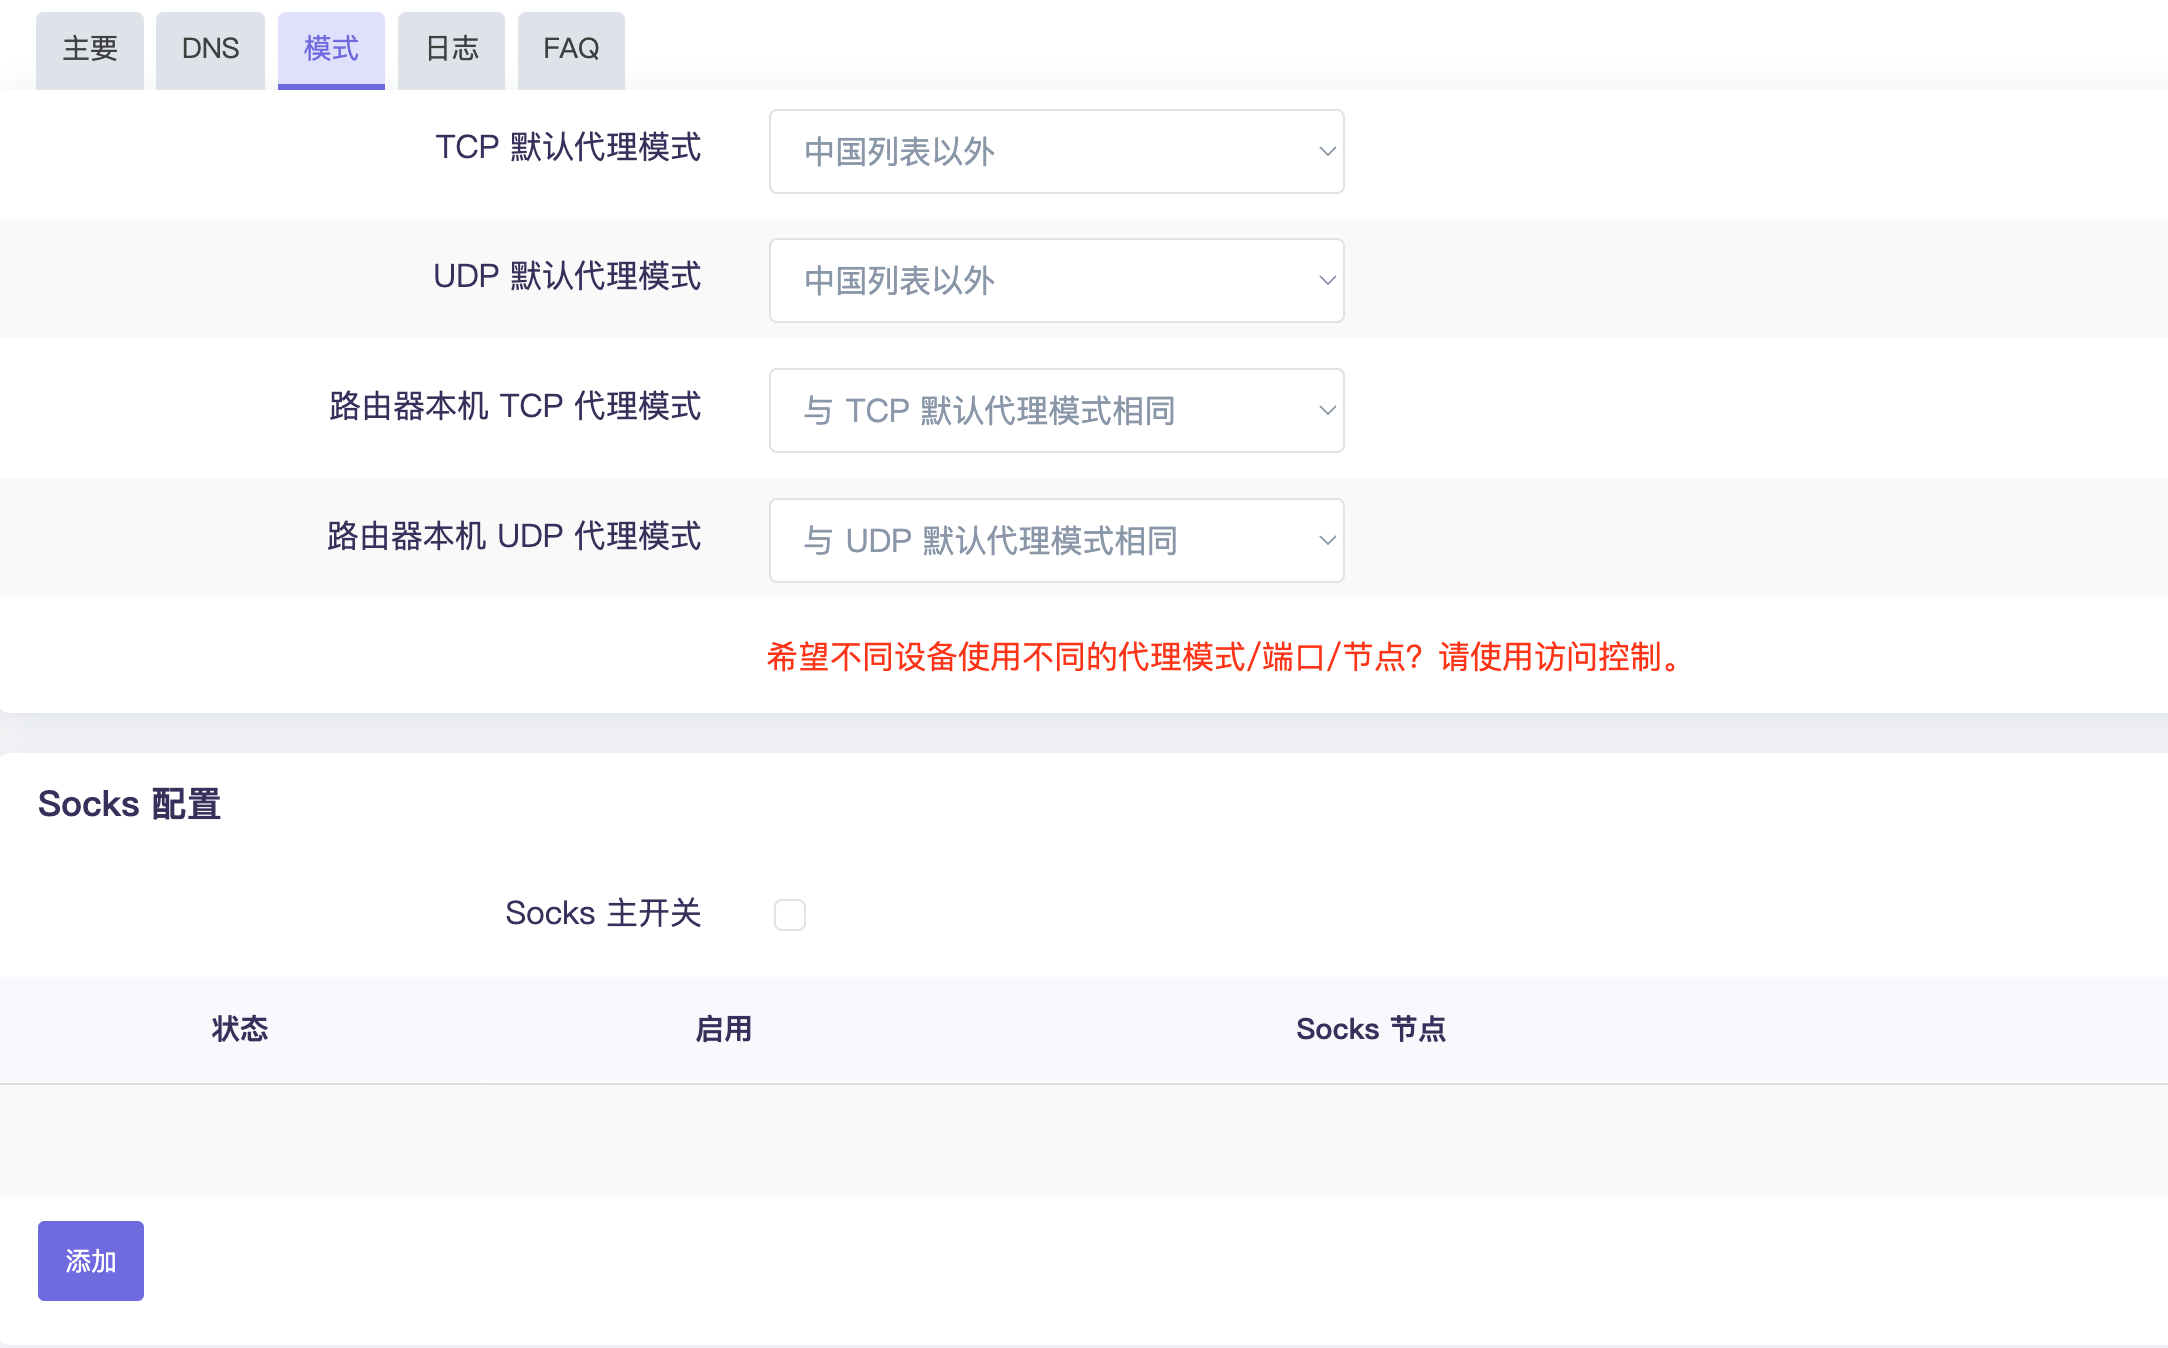 主要 DNS 模式 日志 FAQ
TCP 默认代理模式 中国列表以外
UDP 默认代理模式 中国列表以外
路由器本机 TCP 代理模式 与 TCP 默认代理模式相同
路由器本机 UDP 代理模式 与 UDP 默认代理模式相同
希望不同设备使用不同的代理模式/端口/节点？请使用访问控制。
Socks 配置
Socks 主开关
状态 启用 Socks 节点
添加